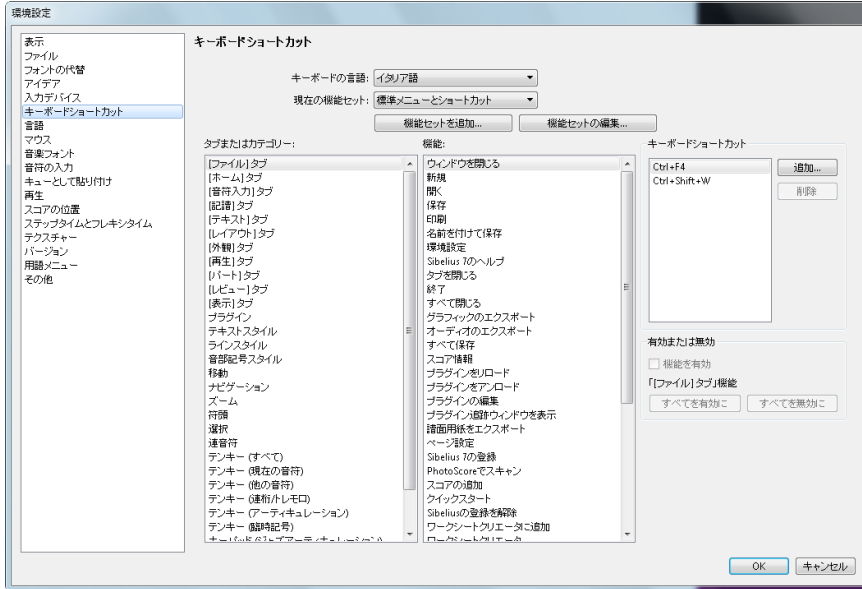 環境設定
表示
ファイル
フォントの代替
アイデア
入力デバイス
キーボードショートカット
言語
マウス
音楽フォント
音符の入力
キューとして貼り付け
再生
スコアの位置
ステップタイムとフレキシタイム
テクスチャー
バージョン
用語メニュー
その他
キーボードショートカット
キーボードの言語: イタリア語
現在の機能セット: 標準メニューとショートカット
機能セットを追加... 機能セットの編集...
タブまたはカテゴリー:
[ファイル] タブ
[ホーム] タブ
[音符入力] タブ
[記譜] タブ
[テキスト] タブ
[レイアウト] タブ
[外観] タブ
[再生] タブ
[パート] タブ
[レビュー] タブ
[表示] タブ
プラグイン
テキストスタイル
ラインスタイル
音部記号スタイル
移動
ナビゲーション
ズーム
符頭
選択
連音符
テンキー (すべて)
テンキー (現在の音符)
テンキー (他の音符)
テンキー (連桁/トレモロ)
テンキー (アーティキュレーション)
テンキー (臨時記号)
キーパッド (ジャズアーティキュレーション)
機能:
ウィンドウを閉じる
新規
開く
保存
印刷
名前を付けて保存
環境設定
Sibelius 7のヘルプ
タブを閉じる
終了
すべて閉じる
グラフィックのエクスポート
オーディオのエクスポート
すべて保存
スコア情報
プラグインをリロード
プラグインをアンロード
プラグインの編集
プラグイン追跡ウィンドウを表示
譜面用紙をエクスポート
ページ設定
Sibelius 7の登録
PhotoScoreでスキャン
スコアの追加
クイックスタート
Sibeliusの登録を解除
ワークシートクリエータに追加
ワークシートクリエータ
キーボードショートカット
Ctrl+F4
Ctrl+Shift+W
追加...
削除
有効または無効
機能を有効
「[ファイル] タブ」機能
すべてを有効に すべてを無効に
OK キャンセル